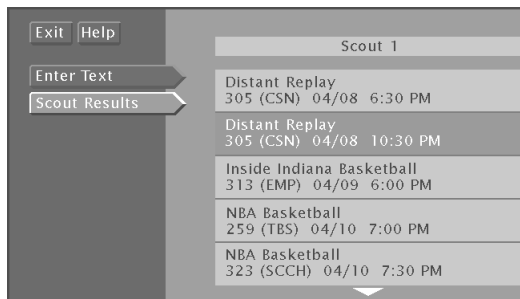 Exit Help
Scout 1
Enter Text
Scout Results
Distant Replay
305 (CSN) 04/08 6:30 PM
Distant Replay
305 (CSN) 04/08 10:30 PM
Inside Indiana Basketball
313 (EMP) 04/09 6:00 PM
NBA Basketball
259 (TBS) 04/10 7:00 PM
NBA Basketball
323 (SCCH) 04/10 7:30 PM